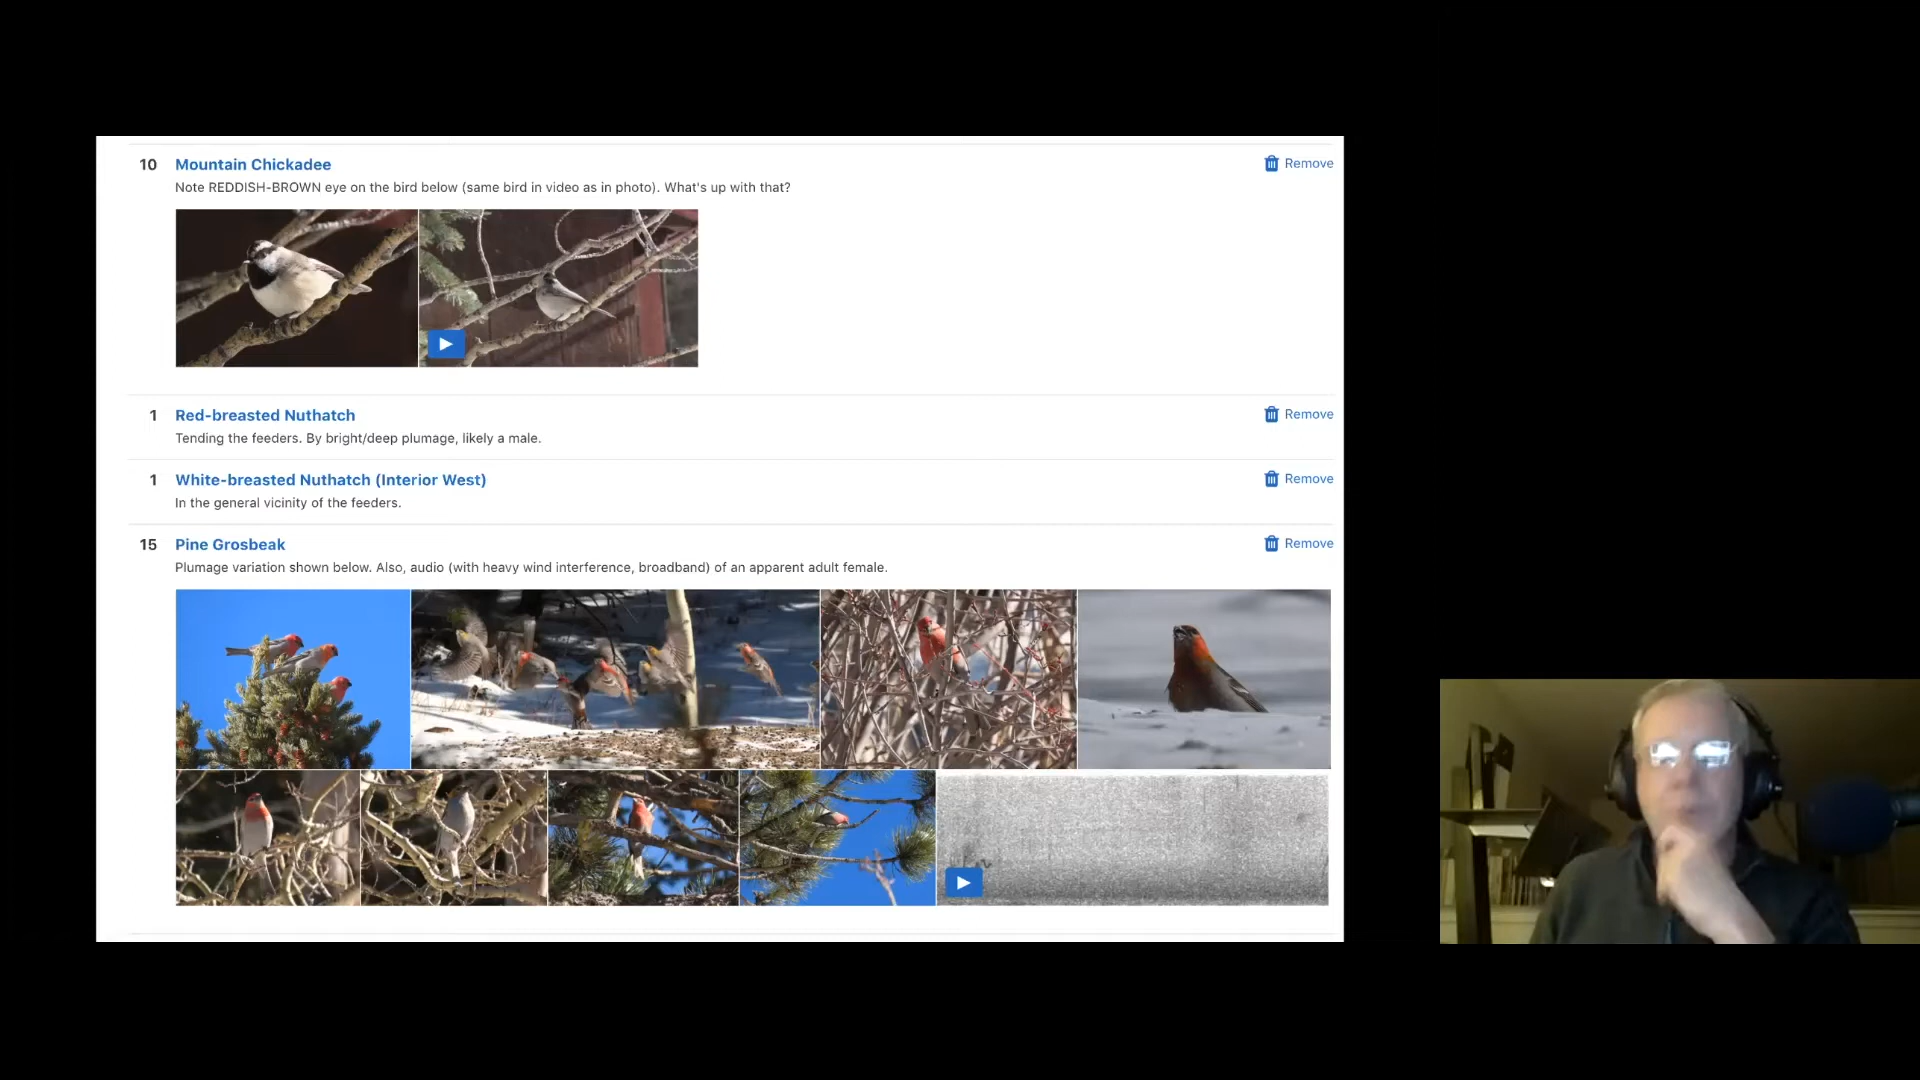 10 Mountain Chickadee Remove
Note REDDISH-BROWN eye on the bird below (same bird in video as in photo). What's up with that?
1 Red-breasted Nuthatch Remove
Tending the feeders. By bright/deep plumage, likely a male.
1 White-breasted Nuthatch (Interior West) Remove
In the general vicinity of the feeders.
15 Pine Grosbeak Remove
Plumage variation shown below. Also, audio (with heavy wind interference, broadband) of an apparent adult female.